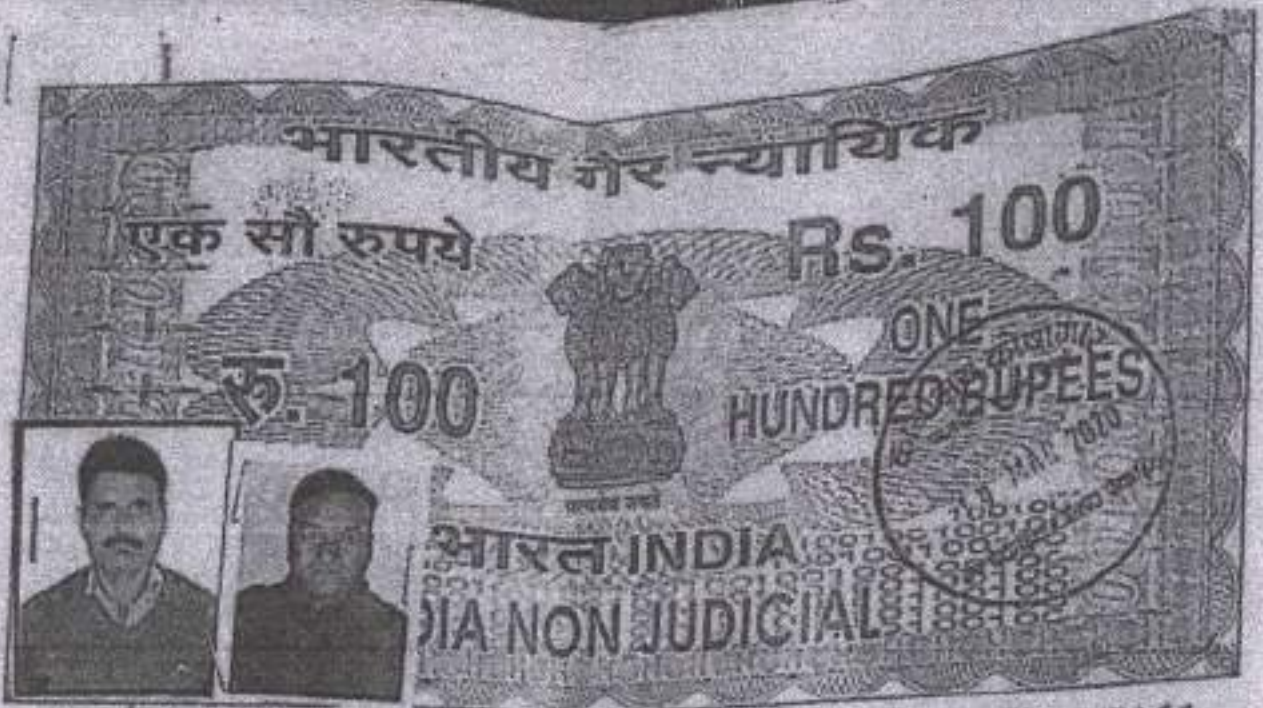 भारतीय गैर न्यायिक
एक सौ रुपये
Rs. 100
रु. 100
ONE
HUNDRED RUPEES
सत्यमेव जयते
भारत INDIA
DIA NON JUDICIAL